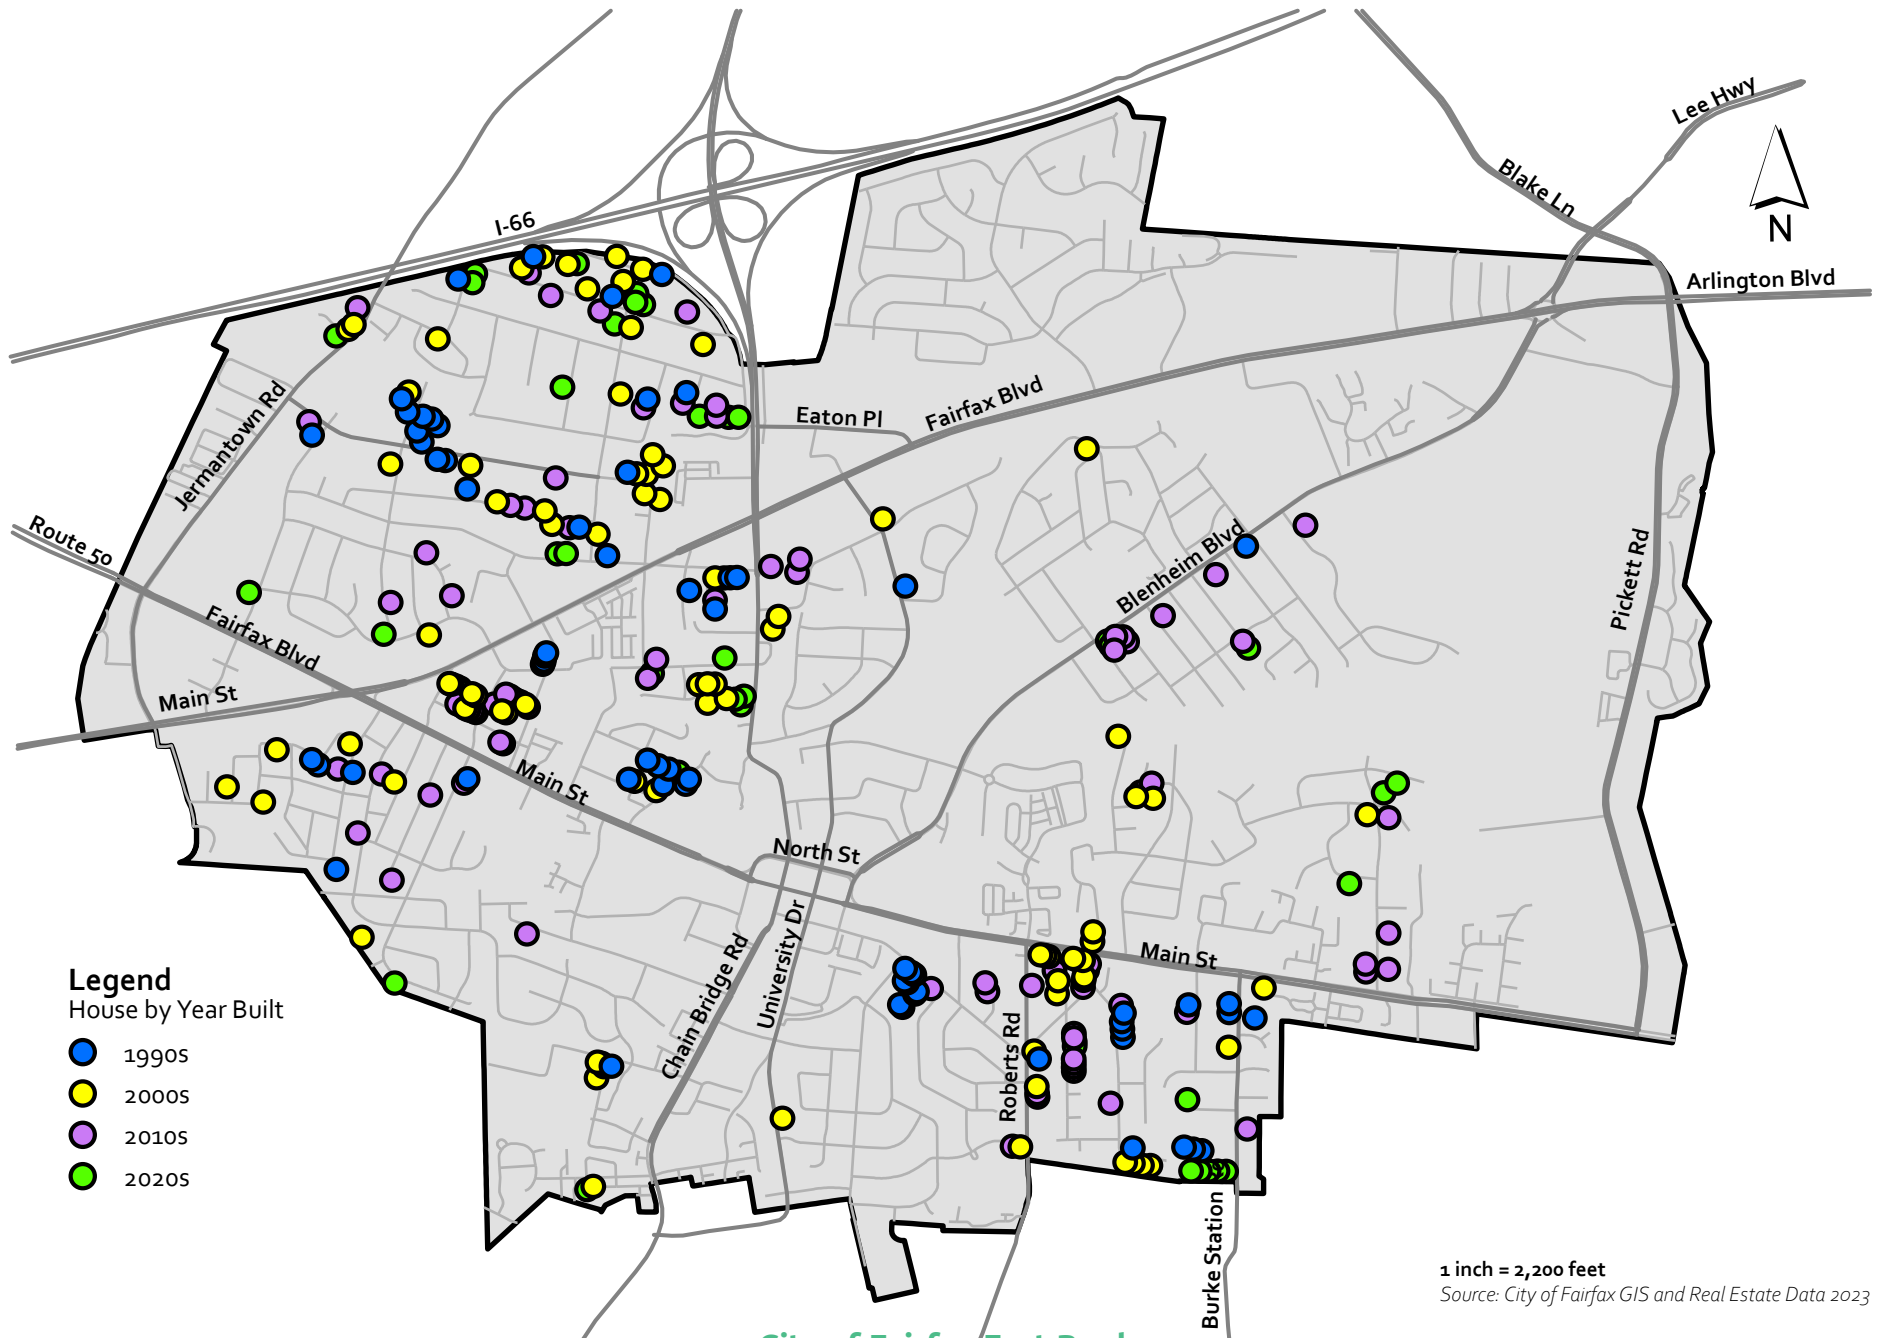 Lee Hwy
Blake Ln
N
I-66
Arlington Blvd
Jermantown Rd
Fairfax Blvd
Eaton Pl
Route 50
Blenheim Blvd
Pickett Rd
Fairfax Blvd
Main St
Main St
North St
University Dr
Chain Bridge Rd
Main St
Roberts Rd
Burke Station
Legend
House by Year Built
1990s
2000s
2010s
2020s
1 inch = 2,200 feet
Source: City of Fairfax GIS and Real Estate Data 2023